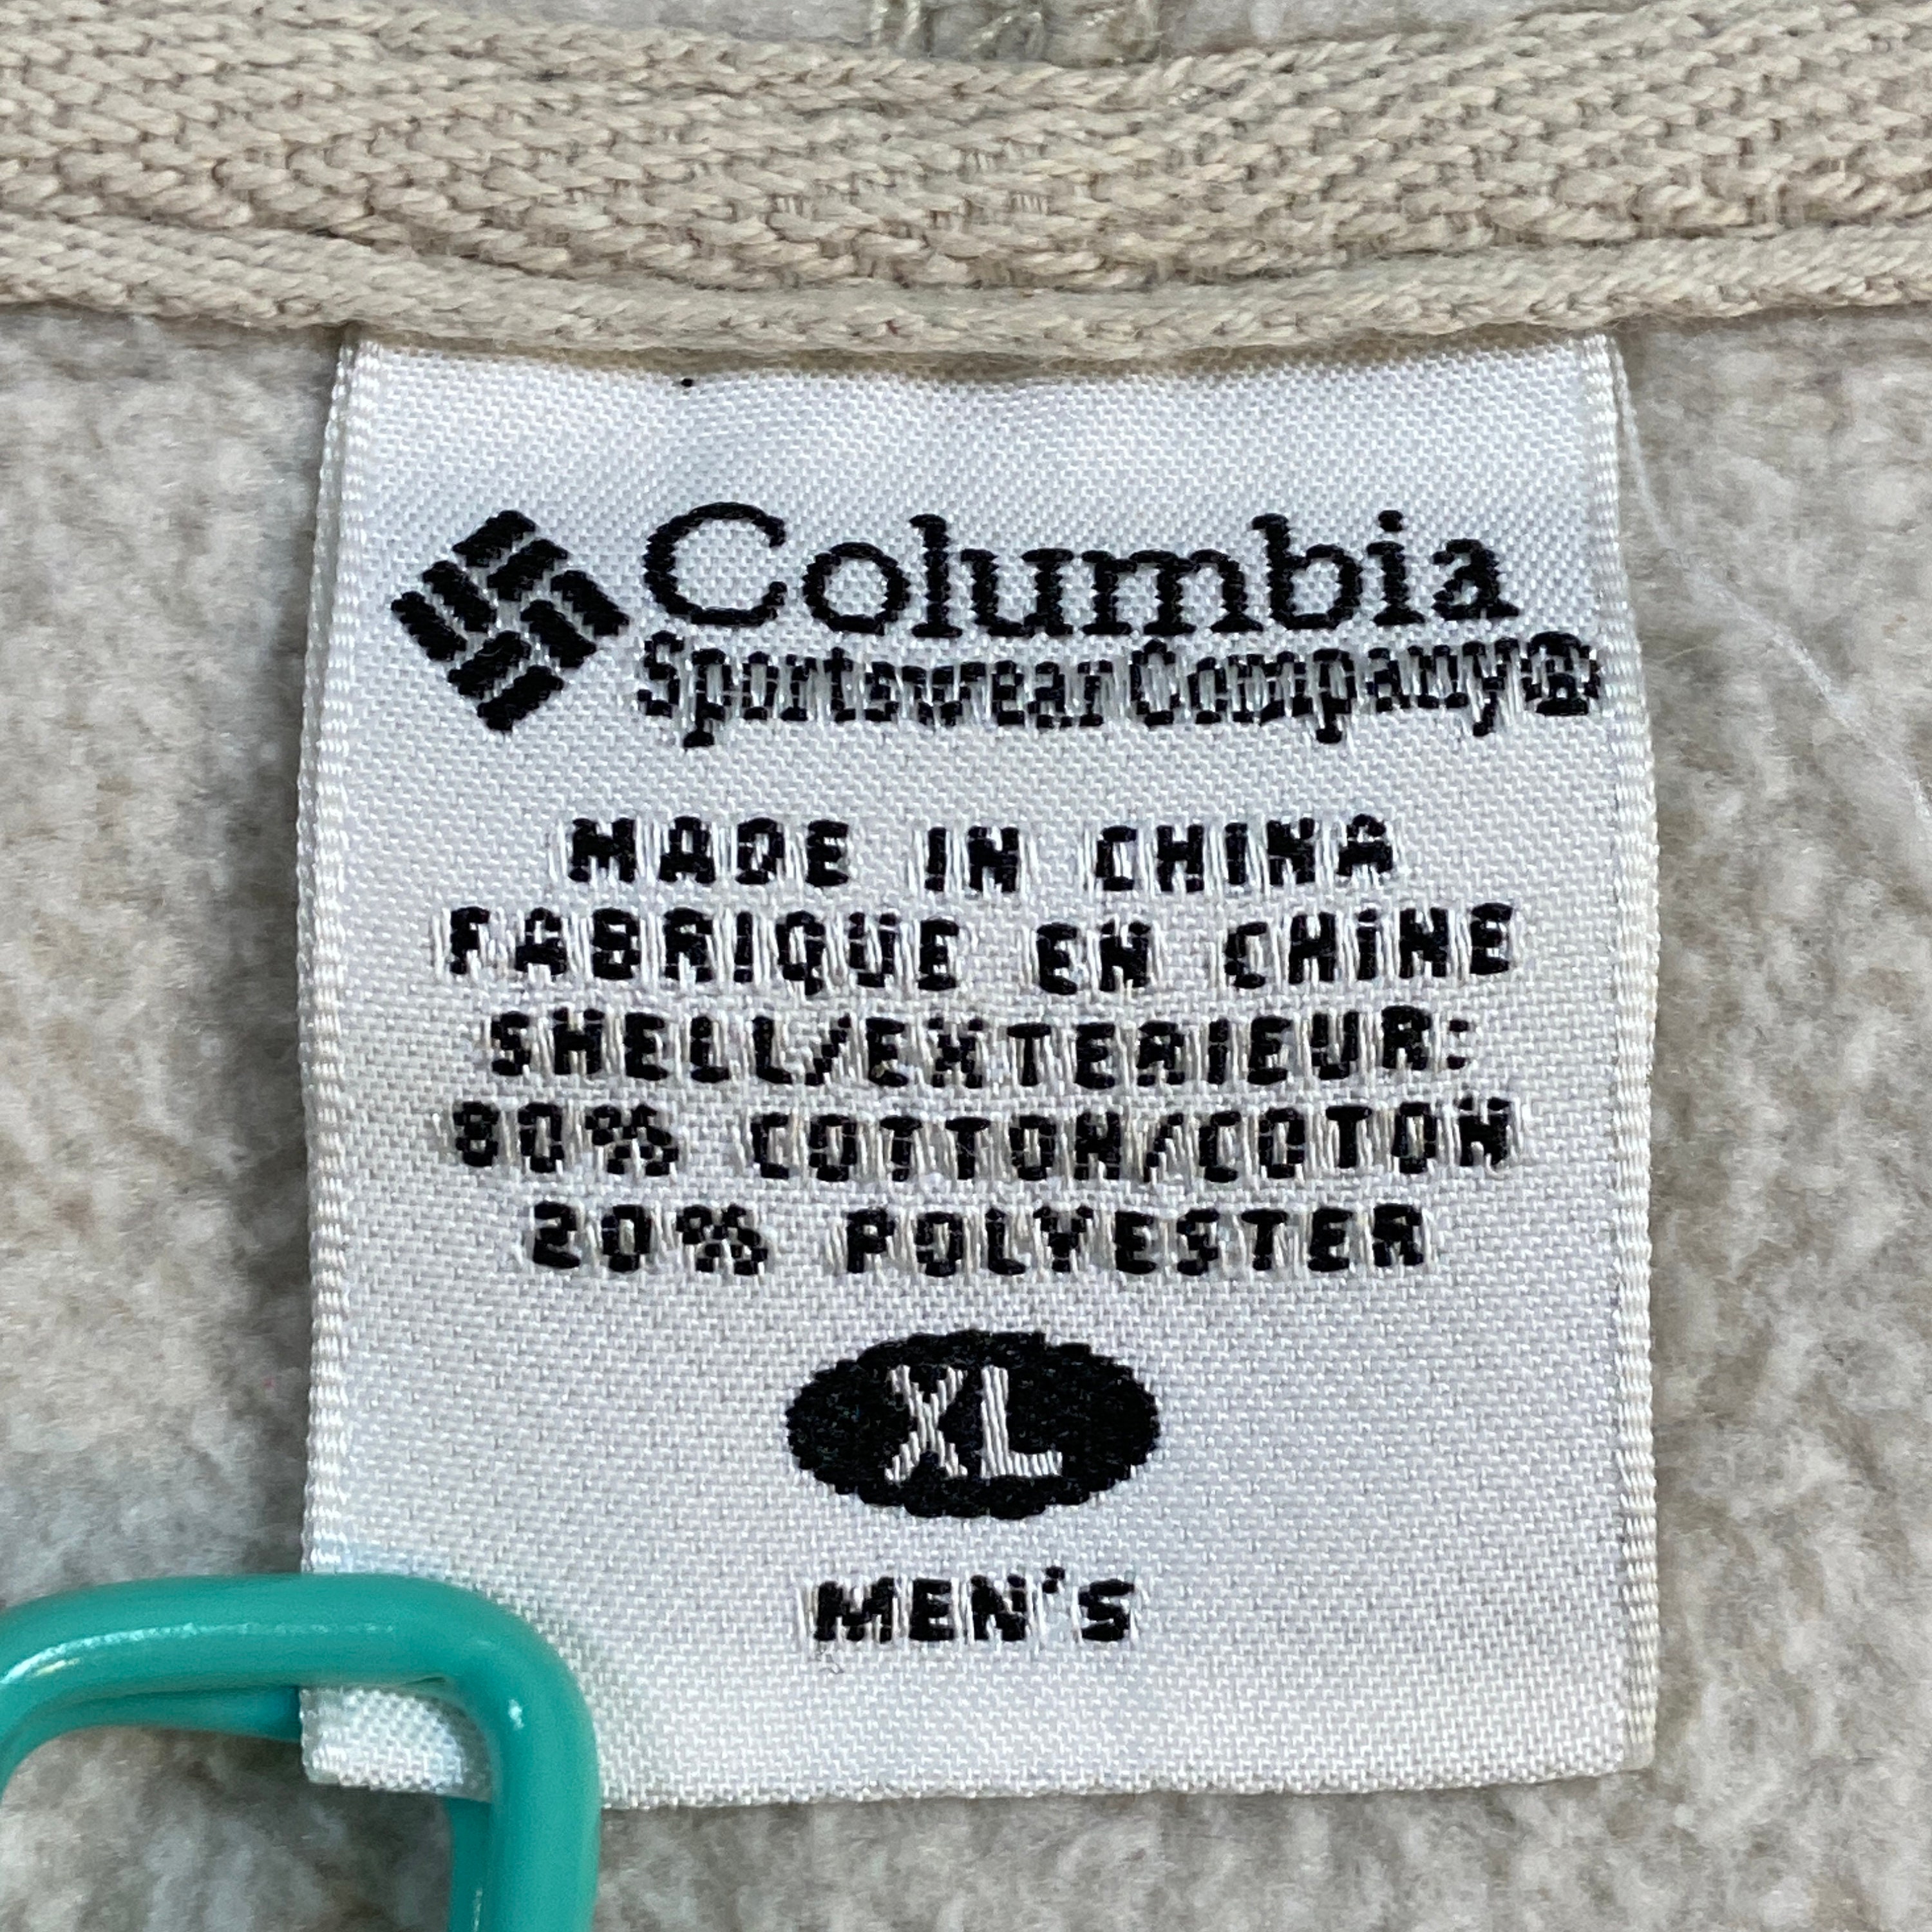 Columbia
Sportswear Company®
MADE IN CHINA
FABRIQUE EN CHINE
SHELL/EXTERIEUR:
80% COTTON/COTON
20% POLYESTER
XL
MEN'S